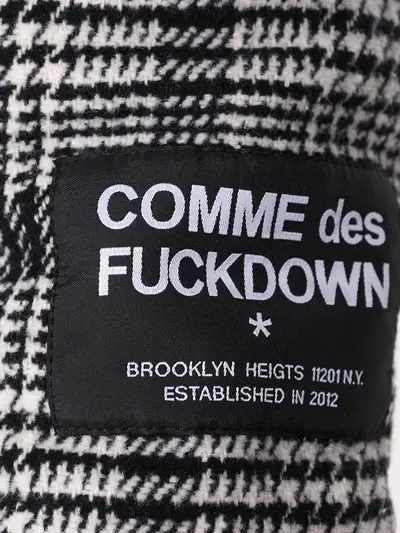 COMME des
FUCKDOWN
*
BROOKLYN HEIGTS 11201 N.Y.
ESTABLISHED IN 2012